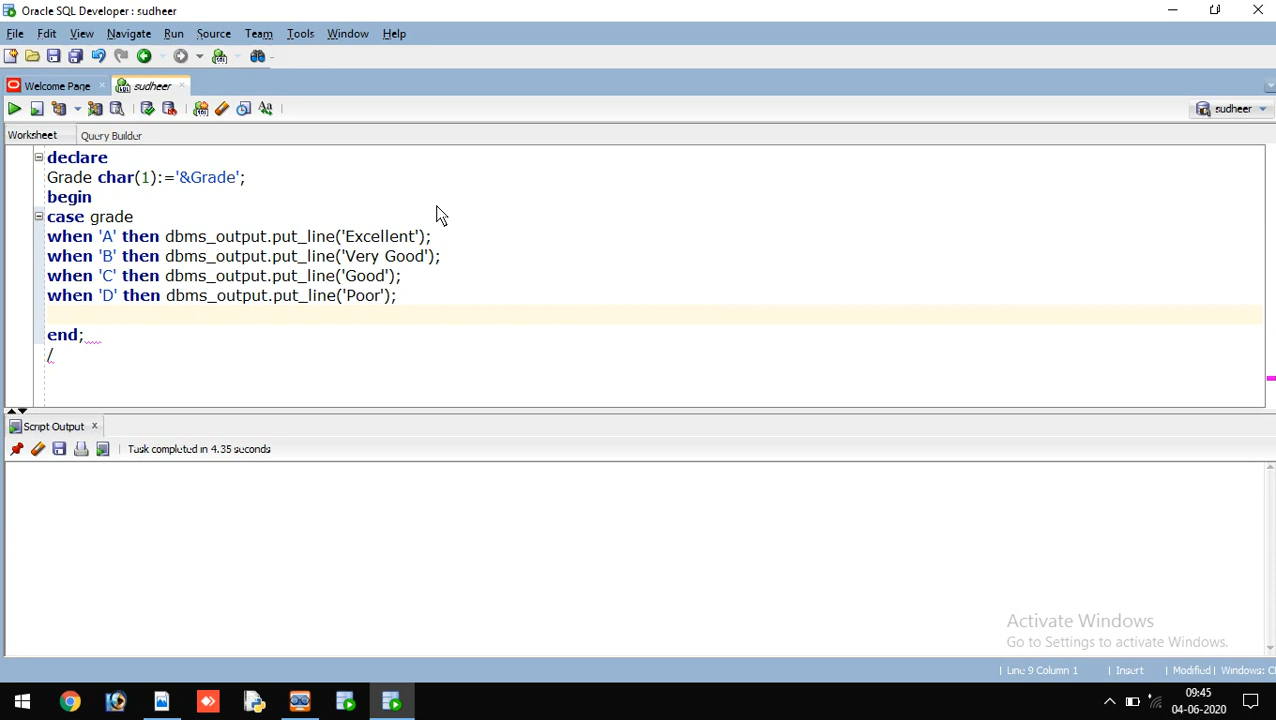 Oracle SQL Developer : sudheer
File Edit View Navigate Run Source Team Tools Window Help
Welcome Page sudheer
sudheer
Worksheet Query Builder
declare
Grade char(1):='&Grade';
begin
case grade
when 'A' then dbms_output.put_line('Excellent');
when 'B' then dbms_output.put_line('Very Good');
when 'C' then dbms_output.put_line('Good');
when 'D' then dbms_output.put_line('Poor');
end;
/
Script Output
Task completed in 4.35 seconds
Activate Windows
Go to Settings to activate Windows.
Line 9 Column 1 Insert Modified Windows: C
09:45
04-06-2020